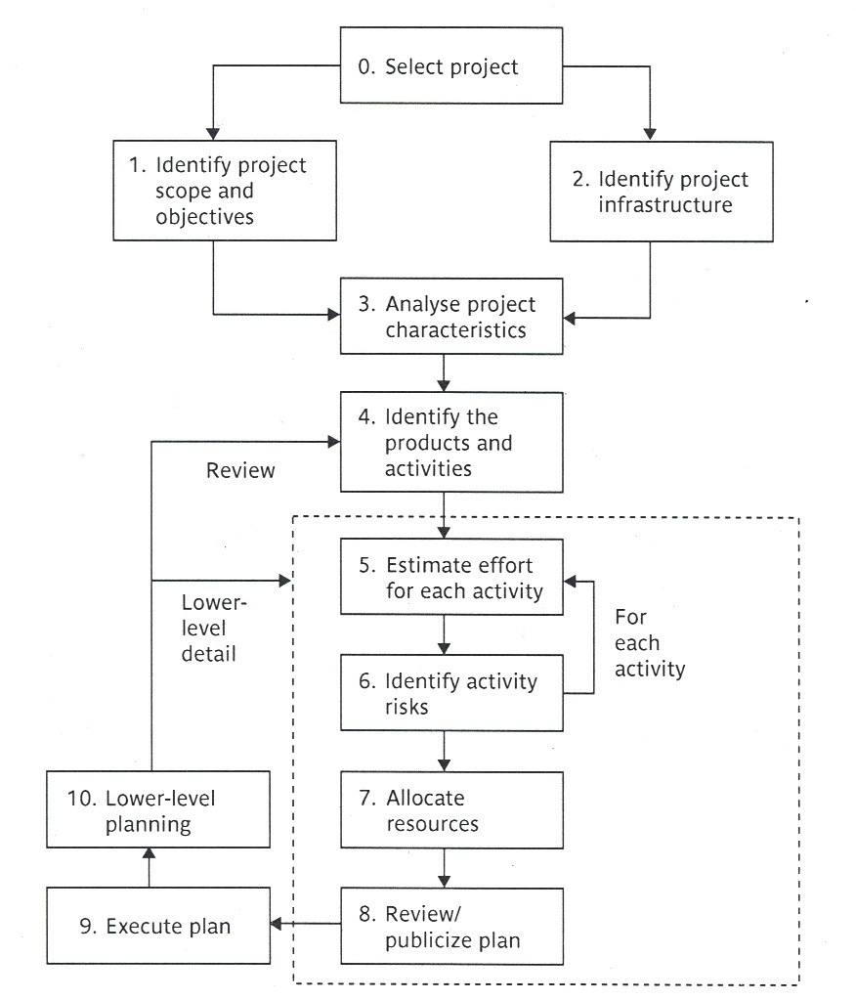 0. Select project
1. Identify project
scope and
objectives
2. Identify project
infrastructure
3. Analyse project
characteristics
4. Identify the
products and
activities
Review
5. Estimate effort
for each activity
Lower-
level
detail
For
each
activity
6. Identify activity
risks
7. Allocate
resources
10. Lower-level
planning
8. Review/
publicize plan
9. Execute plan